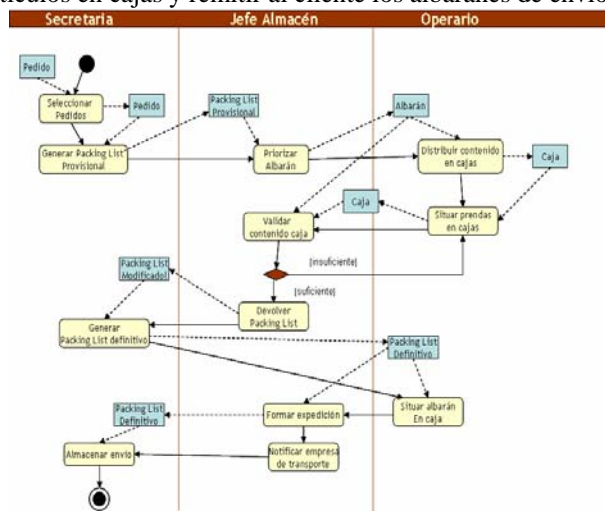 tículos en cajas y remitir al cliente los albaranes de envío
Secretaria
Jefe Almacén
Operario
Pedido
Seleccionar
Pedidos
Pedido
Packing List
Provisional
Albarán
Generar Packing List
Provisional
Priorizar
Albarán
Distribuir contenido
en cajas
Caja
Caja
Validar
contenido caja
Situar prendas
en cajas
[insuficiente]
Packing List
Modificado!
[suficiente]
Devolver
Packing List
Generar
Packing List definitivo
Packing List
Definitivo
Packing List
Definitivo
Formar expedición
Situar albarán
En caja
Almacenar envío
Notificar empresa
de transporte